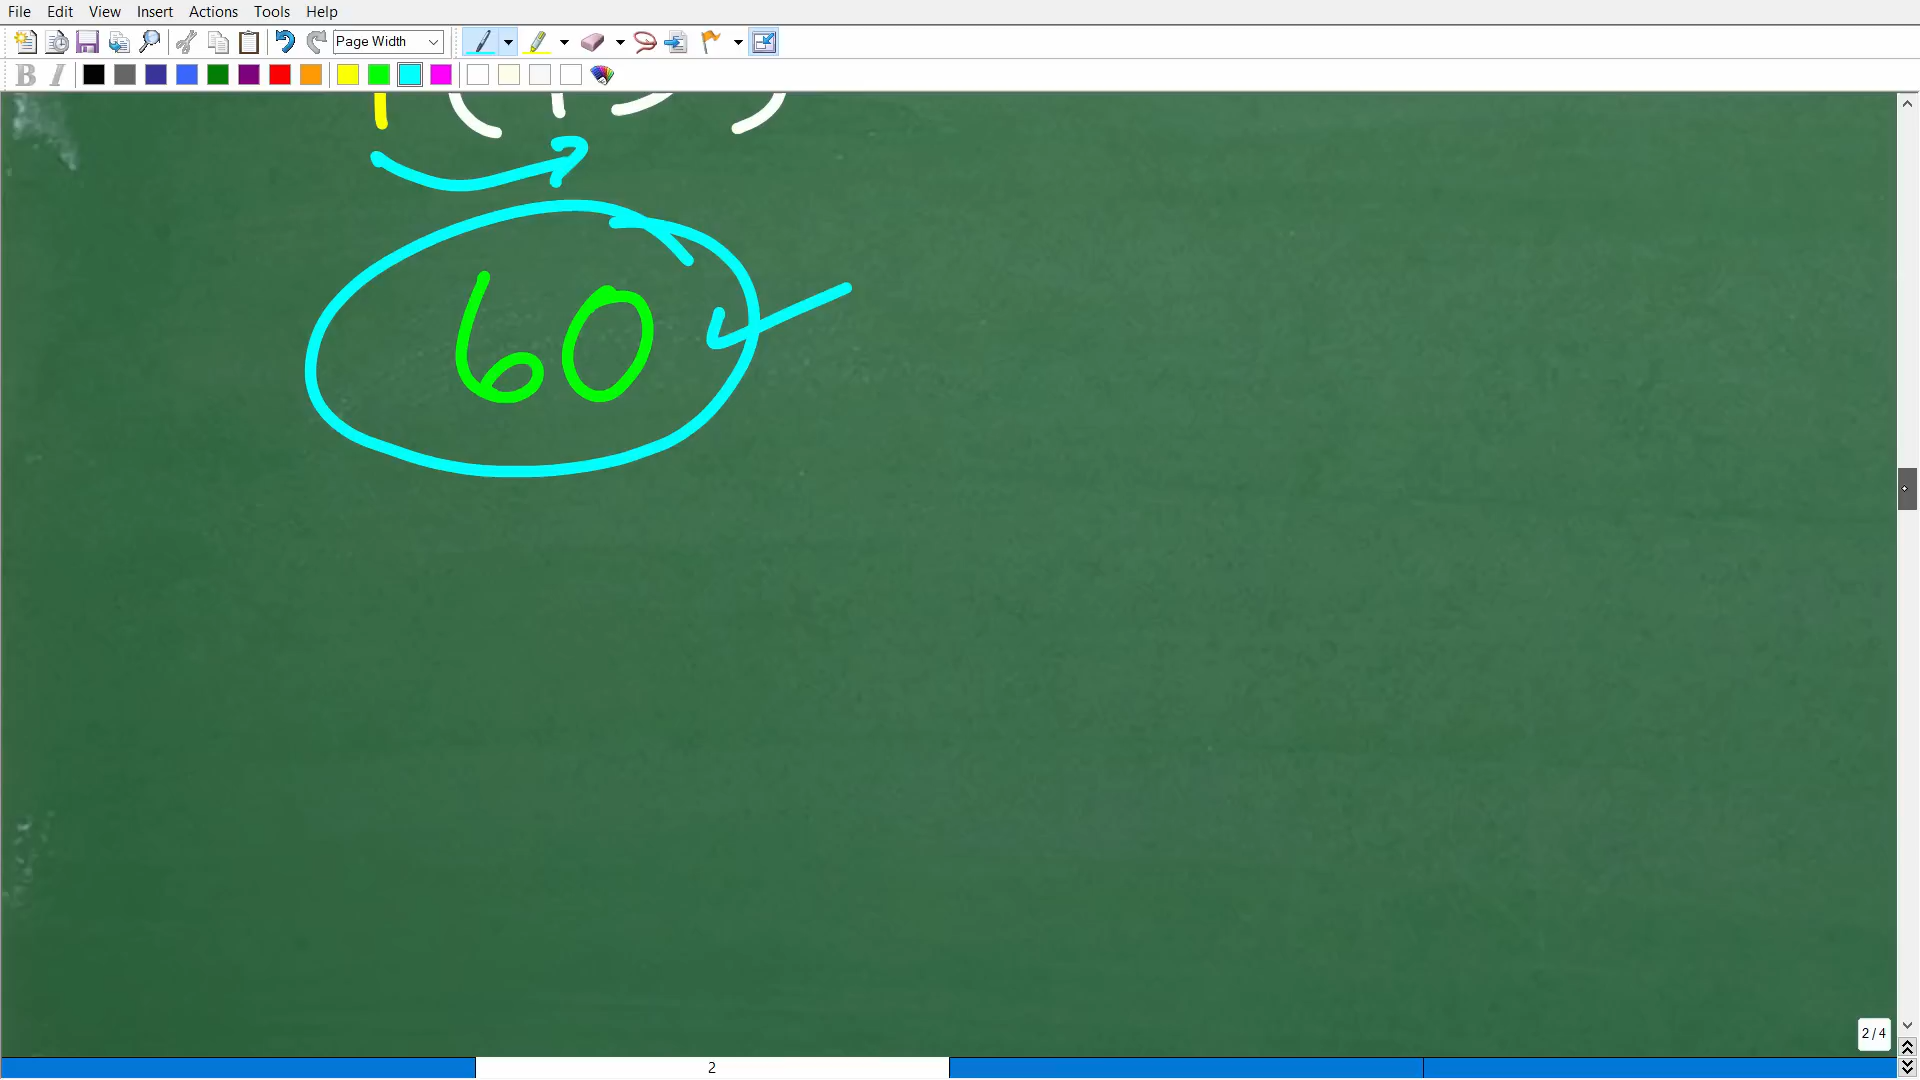 File Edit View Insert Actions Tools Help
Page Width
B I
60
2 / 4
2